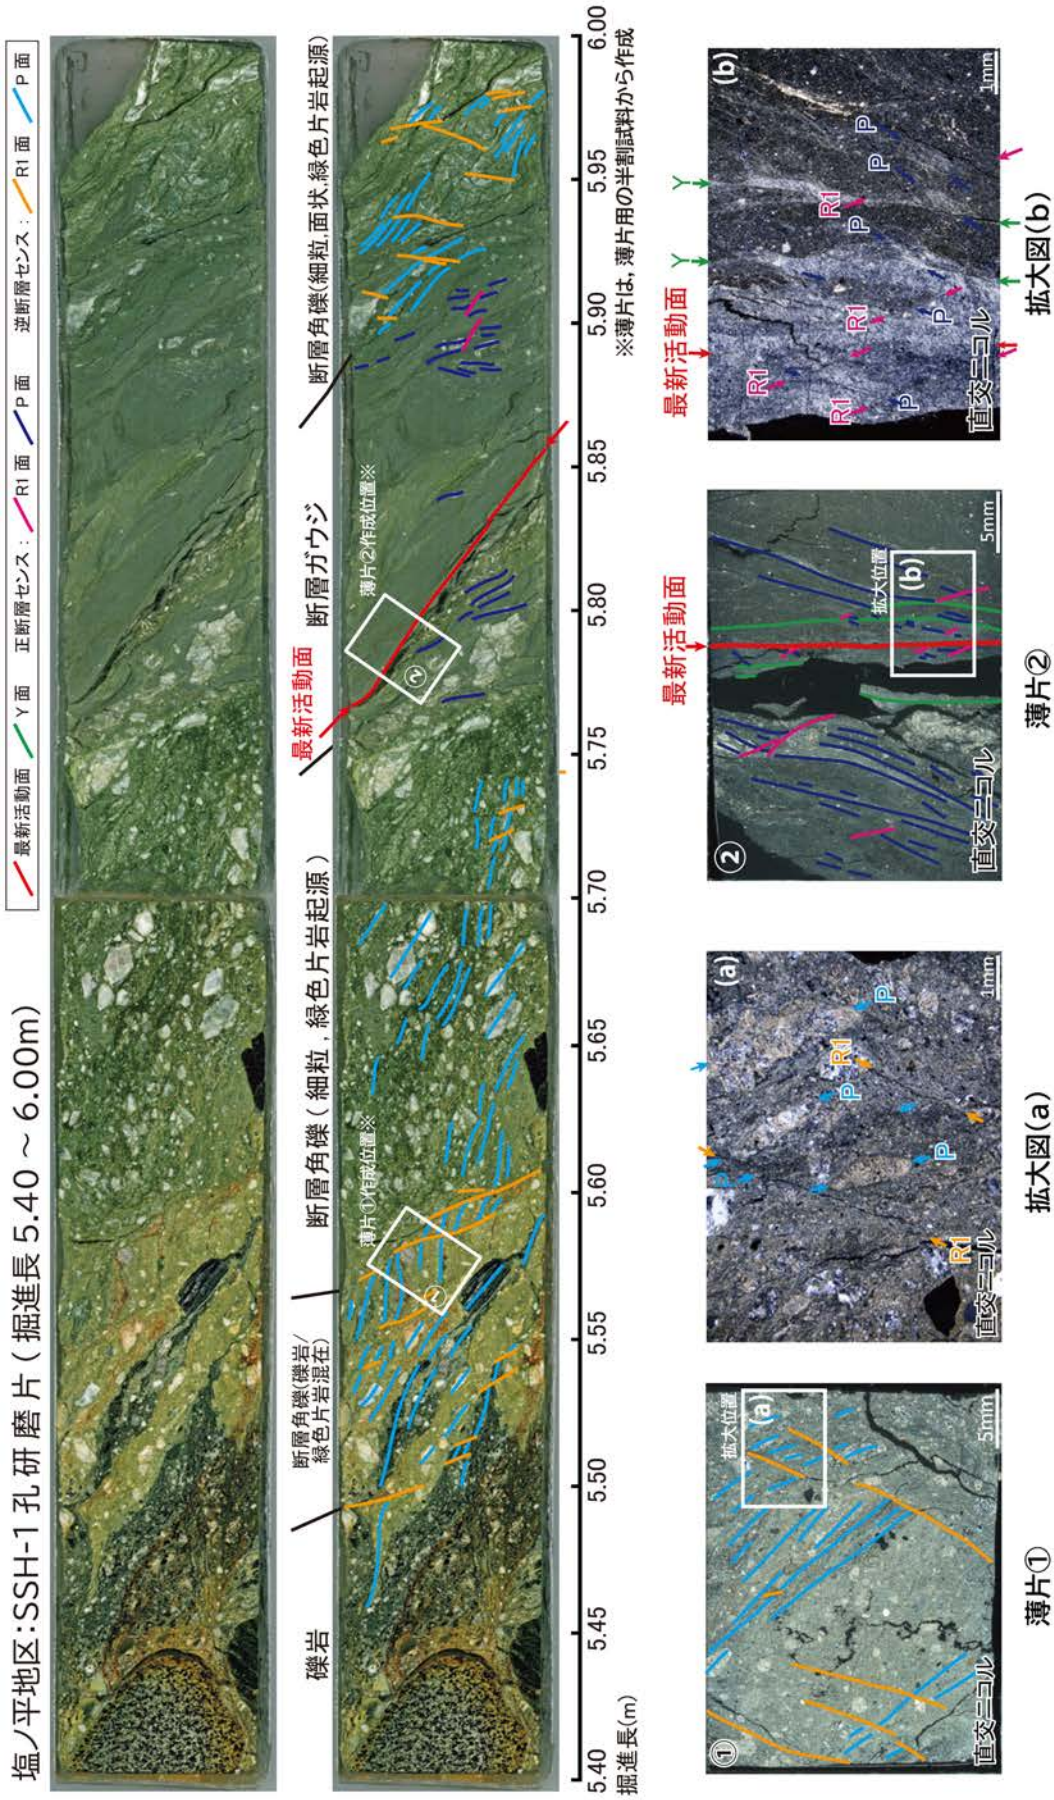 塩ノ平地区：SSH-1 孔 研 磨 片 ( 掘進長 5.40 ~ 6.00m)
最新活動面 Y 面 正断層センス： R1 面 P 面 逆断層センス： R1 面 P 面
礫岩
断層角礫(礫岩/
緑色片岩混在)
断層角礫 ( 細粒 , 緑色片岩起源 )
最新活動面
断層ガウジ
断層角礫(細粒,面状,緑色片岩起源)
薄片①作成位置※
①
薄片②作成位置※
②
5.40 5.45 5.50 5.55 5.60 5.65 5.70 5.75 5.80 5.85 5.90 5.95 6.00
掘進長(m)
※薄片は, 薄片用の半割試料から作成
①
拡大位置
(a)
直交ニコル
5mm
薄片①
(a)
P
P
R1
P
P
R1
直交ニコル
1mm
拡大図(a)
最新活動面
②
拡大位置
(b)
直交ニコル
5mm
薄片②
最新活動面
Y
Y
(b)
R1
R1
R1
R1
P
P
P
P
P
直交ニコル
1mm
拡大図(b)